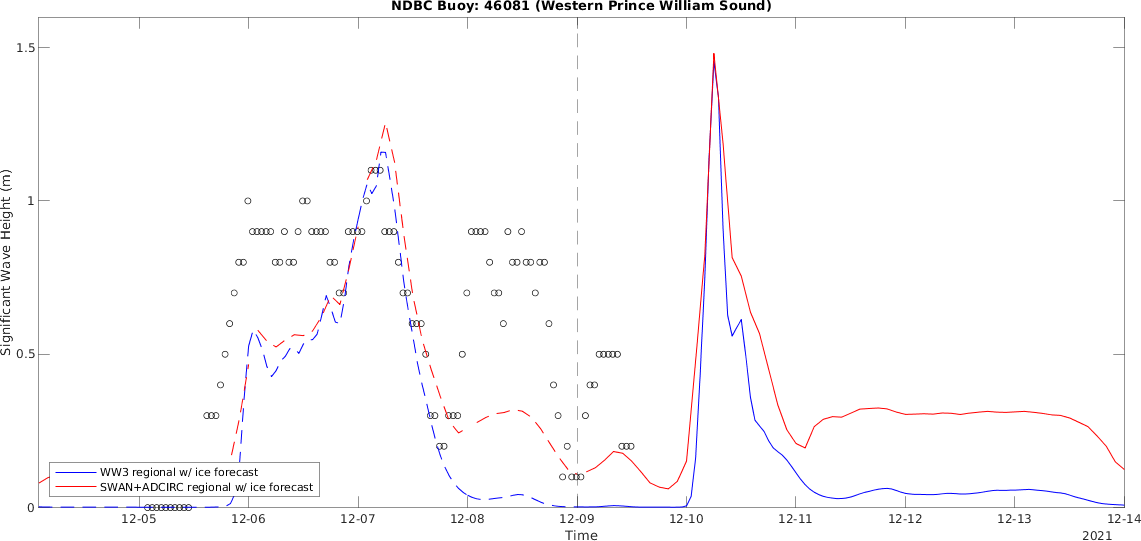 NDBC Buoy: 46081 (Western Prince William Sound)
1.5
1
0.5
0
Significant Wave Height (m)
WW3 regional w/ ice forecast
SWAN+ADCIRC regional w/ ice forecast
12-05 12-06 12-07 12-08 12-09 12-10 12-11 12-12 12-13 12-14
Time
2021